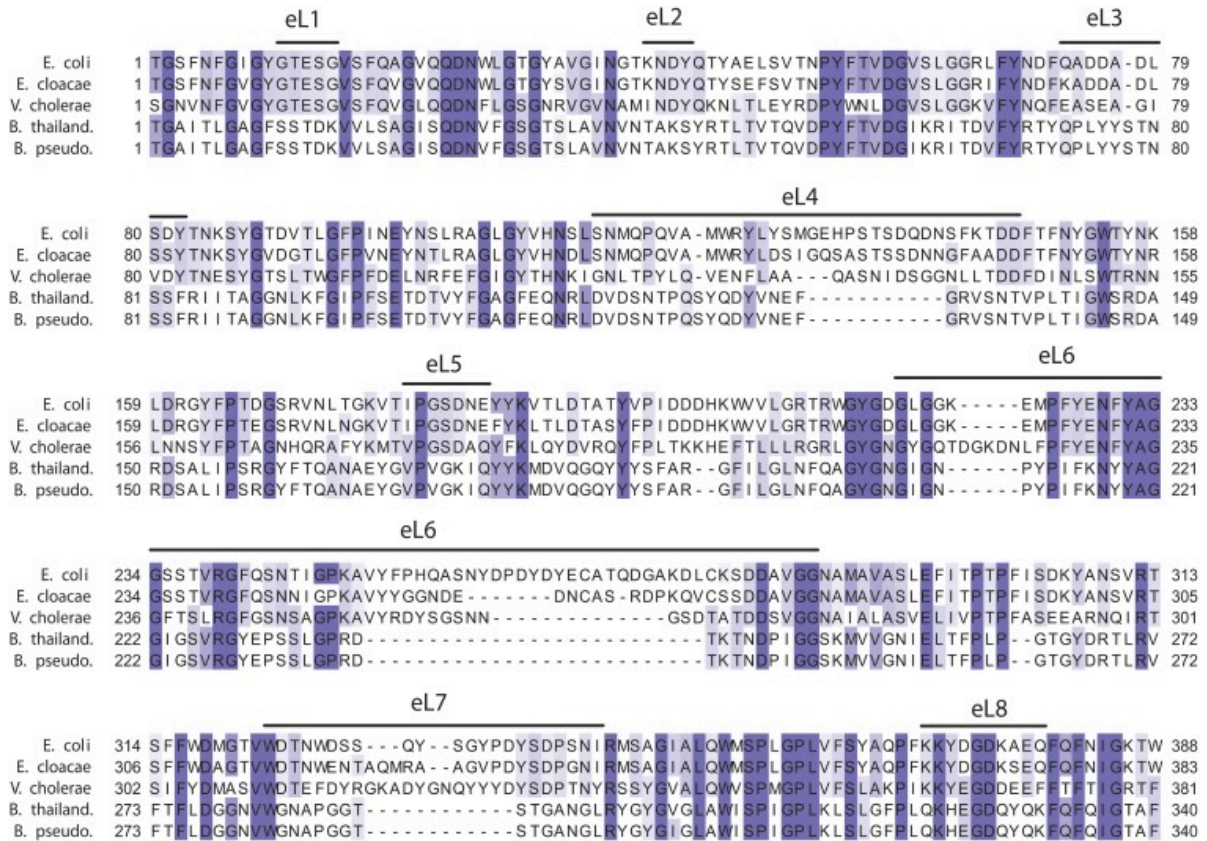 eL1 eL2 eL3
E. coli 1 TGSFNFGIGYGTESGVSFQAGVQQDNWLGTGYAVGINGTKNDYQTYAELSVTNPYFTVDGVSLGGRLFYNDFQADDA-DL 79
E. cloacae 1 TGSFNFGVGYGTESGVSFQVGVQQDNWLGTGYSVGINGTKNDYQTYSEFSVTNPYFTVDGVSLGGRIFYNDFKADDA-DL 79
V. cholerae 1 SGNVNFGVGYGTESGVSFQVGLQQDNFLGSGNRVGVNAMINDYQKNLTLEYRDPYWNLDGVSLGGKVFYNQFEASEA-GI 79
B. thailand. 1 TGAITLGAGFSSTDKVVLSAGISQDNVFGSGTSLAVNVNTAKSYRTLTVTQVDPYFTVDGIKRITDVFYRTYQPLYYSTN 80
B. pseudo. 1 TGAITLGAGFSSTDKVVLSAGISQDNVFGSGTSLAVNVNTAKSYRTLTVTQVDPYFTVDGIKRITDVFYRTYQPLYYSTN 80
eL4
E. coli 80 SDYTNKSYGTDVTLGFPINEYNSLRAGLGYVHNSLSNMQPQVA-MWRYLYSMGEHPSTSDQDNSFKTDDFTFNYGWTYNK 158
E. cloacae 80 SSYTNKSYGTDGTLGFPVNEYNTLRAGLGYVHNDLSNMQPQVA-MWRYLDSIGQSASTSSDNNGFAADDFTFNYGWTYNR 158
V. cholerae 80 VDYTNESYGTSLTWGFPFDELNRFEFGIGYTHNKIGNLTPYLQ-VENFLAA--QASNIDSGGNLLTDDFDINLSWTRNN 155
B. thailand. 81 SSFRIITAGGNLKFGIPFSETDTVYFGAGFEQNRLDVDSNTPQSYQDYVNEF-----------GRVSNTVPLTIGWSRDA 149
B. pseudo. 81 SSFRIITAGGNLKFGIPFSETDTVYFGAGFEQNRLDVDSNTPQSYQDYVNEF-----------GRVSNTVPLTIGWSRDA 149
eL5 eL6
E. coli 159 LDRGYFPTDGSRVNLTGKVTIPGSDNEYYKVTLDTATYVPIDDDHKWVVLGRTRWGYGDGLGGK-----EMPFYENFYAG 233
E. cloacae 159 LDRGYFPTEGSRVNLNGKVTIPGSDNEFYKLTLDTASYFPIDDDHKWVVLGRTRWGYGDGLGGK-----EMPFYENFYAG 233
V. cholerae 156 LNNSYFPTAGNHQRAFYKMTVPGSDAQYFKLQYDVRQYFPLTKKHEFTLLLRGRLGYGNGYGQTDGKDNLFPFYENFYAG 235
B. thailand. 150 RDSALIPSRGYFTQANAEYGVPVGKIQYYKMDVQGQYYYSFAR--GFILGLNFQAGYGNGIGN------PYPIFKNYYAG 221
B. pseudo. 150 RDSALIPSRGYFTQANAEYGVPVGKIQYYKMDVQGQYYYSFAR--GFILGLNFQAGYGNGIGN------PYPIFKNYYAG 221
eL6
E. coli 234 GSSTVRGFQSNTIGPKAVYFPHQASNYDPDYDYECATQDGAKDLCKSDDAVGGNAMAVASLEFITPTPFISDKYANSVRT 313
E. cloacae 234 GSSTVRGFQSNNIGPKAVYYGGNDE-------DNCAS-RDPKQVCSSDDAVGGNAMAVASLEFITPTPFISDKYANSVRT 305
V. cholerae 236 GFTSLRGFGSNSAGPKAVYRDYSGSNN--------------GSDTATDDSVGGNAIALASVELIVPTPFASEEARNQIRT 301
B. thailand. 222 GIGSVRGYEPSSLGPRD---------------------------TKTNDPIGGSKMVVGNIELTFPLP--GTGYDRTLRV 272
B. pseudo. 222 GIGSVRGYEPSSLGPRD---------------------------TKTNDPIGGSKMVVGNIELTFPLP--GTGYDRTLRV 272
eL7 eL8
E. coli 314 SFFWDMGTVWDTNWDSS---QY--SGYPDYSDPSNIRMSAGIALQWMSPLGPLVFSYAQPFKKYDGDKAEQFQFNIGKTW 388
E. cloacae 306 SFFWDAGTVWDTNWENTAQMRA--AGVPDYSDPGNIRMSAGIALQWMSPLGPLVFSYAQPFKKYDGDKSEQFQFNIGKTW 383
V. cholerae 302 SIFYDMASVWDTEFDYRGKADYGNQYYYDYSDPTNYRSSYGVALQWVSPMGPLVFSLAKPIKKYEGDDEEFFTFTIGRTF 381
B. thailand. 273 FTFLDGGNVWGNAPGGT------------STGANGLRYGYGVGLAWISPIGPLKLSLGFPLQKHEGDQYQKFQFQIGTAF 340
B. pseudo. 273 FTFLDGGNVWGNAPGGT------------STGANGLRYGYGIGLAWISPIGPLKLSLGFPLQKHEGDQYQKFQFQIGTAF 340